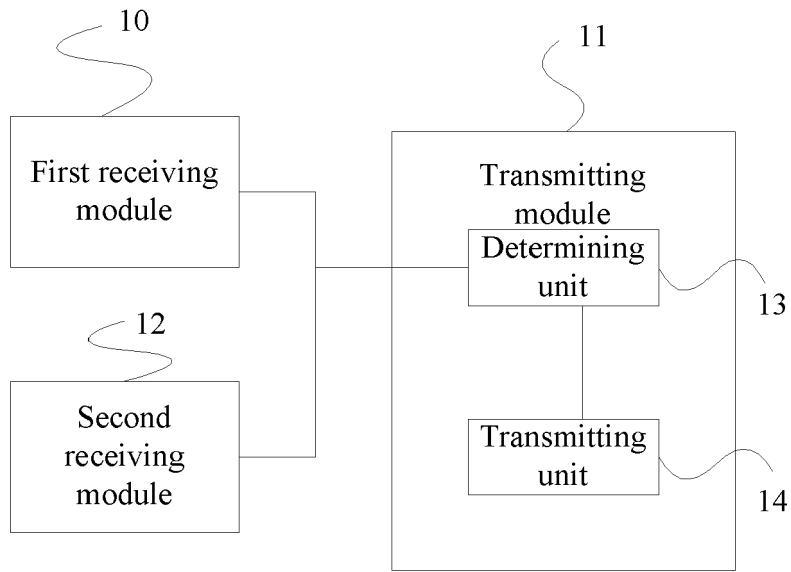 10
11
First receiving
module
Transmitting
module
Determining
unit
13
12
Second
receiving
module
Transmitting
unit
14